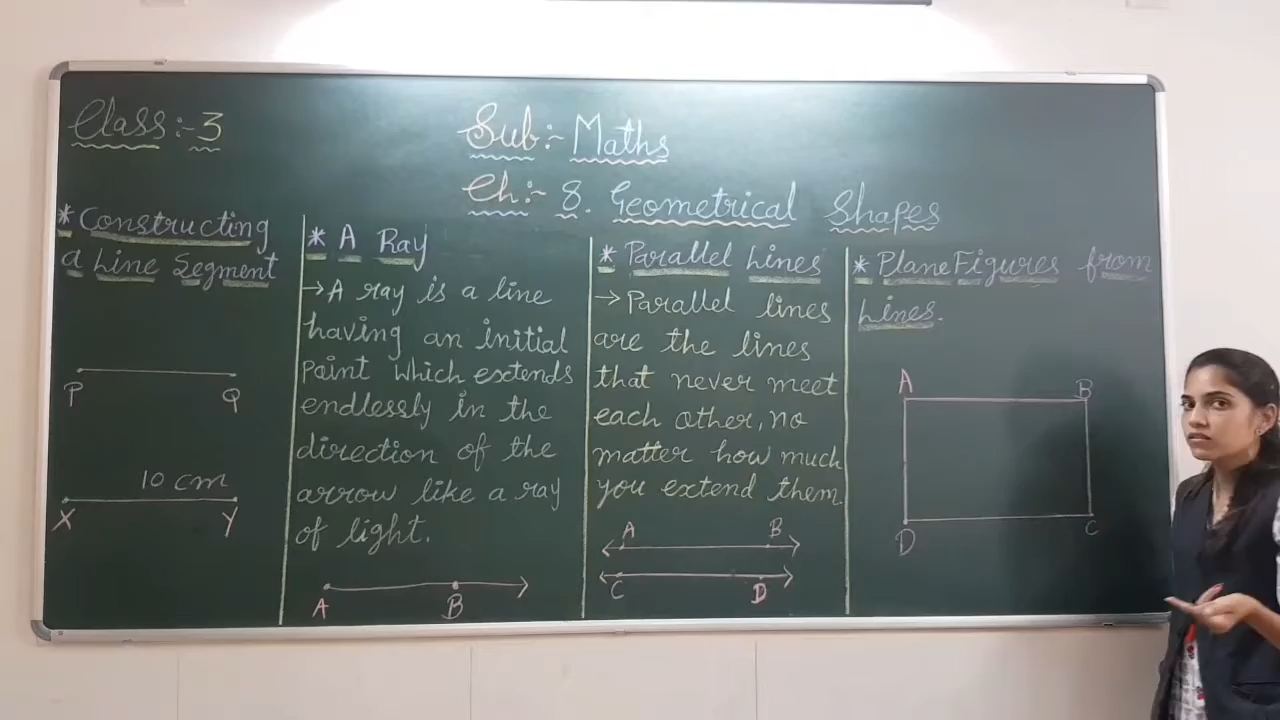 Class:- 3
Sub:- Maths
Ch:- 8. Geometrical Shapes
* Constructing
a Line Segment
P Q
10 cm
X Y
* A Ray
→ A ray is a line
having an initial
point which extends
endlessly in the
direction of the
arrow like a ray
of light.
A B
* Parallel Lines
→ Parallel lines
are the lines
that never meet
each other, no
matter how much
you extend them.
A B
C D
* Plane Figures from
Lines.
A B
D C